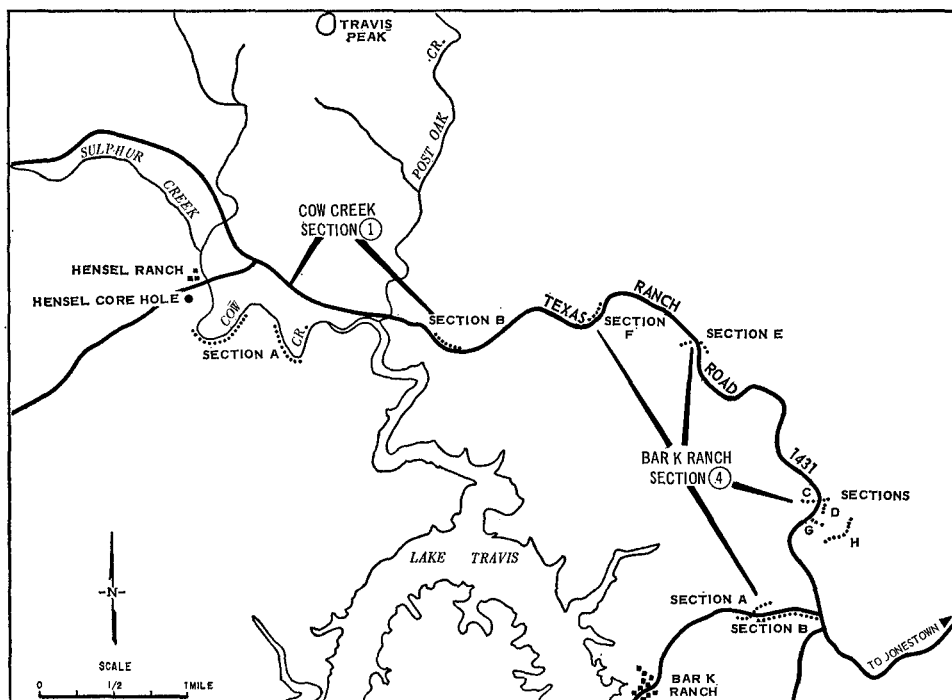 TRAVIS
PEAK
CR.
POST OAK
SULPHUR
CREEK
COW CREEK
SECTION 1
HENSEL RANCH
HENSEL CORE HOLE
COW
CR.
SECTION A
SECTION B
TEXAS
RANCH
ROAD
1431
SECTION
F
SECTION E
BAR K RANCH
SECTION 4
C
SECTIONS
D
G
H
LAKE TRAVIS
-N-
SECTION A
SECTION B
TO JONESTOWN
SCALE
0 1/2 1 MILE
BAR K
RANCH